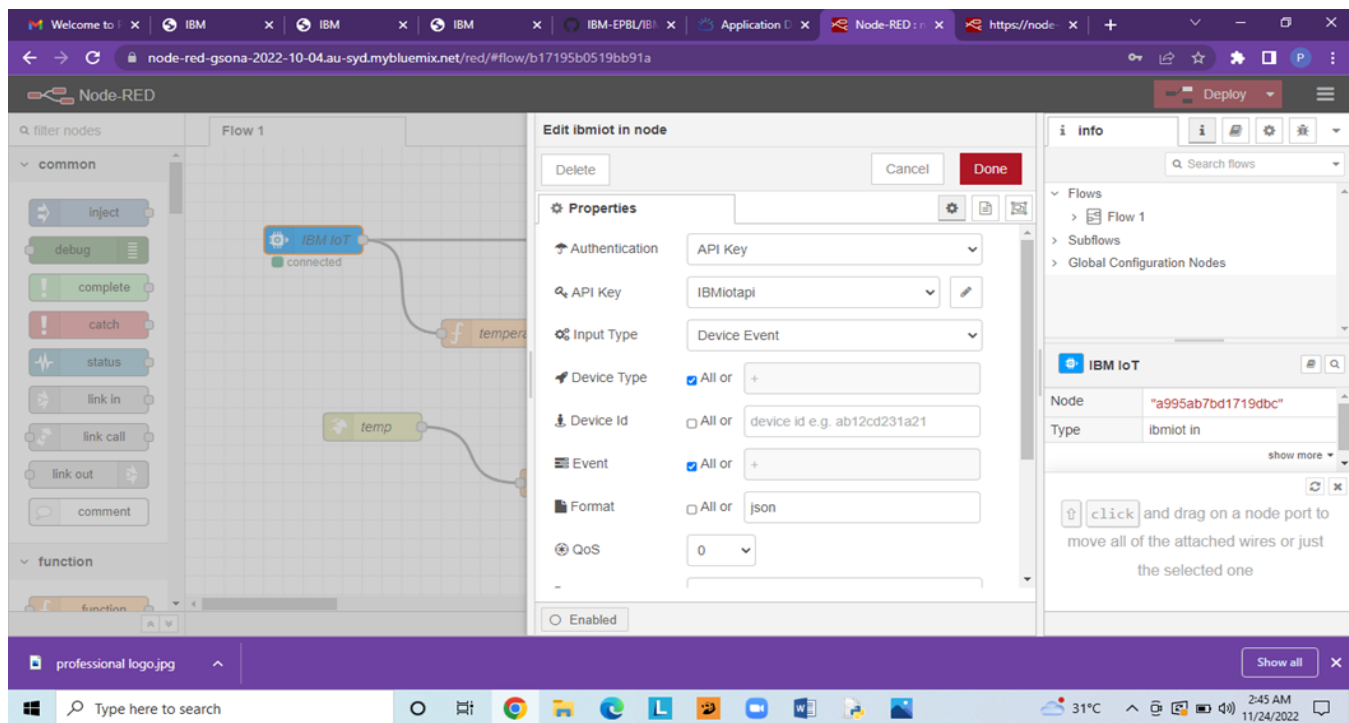 Welcome to F
IBM
IBM
IBM
IBM-EPBL/IBM
Application D
Node-RED : n
https://node-
node-red-gsona-2022-10-04.au-syd.mybluemix.net/red/#flow/b17195b0519bb91a
P
Node-RED
Deploy
filter nodes
common
inject
debug
complete
catch
status
link in
link call
link out
comment
function
function
Flow 1
IBM IoT
connected
tempera
temp
Edit ibmiot in node
Delete
Cancel
Done
Properties
Authentication
API Key
API Key
IBMiotapi
Input Type
Device Event
Device Type
All or
+
Device Id
All or
device id e.g. ab12cd231a21
Event
All or
+
Format
All or
json
QoS
0
Enabled
i info
i
Search flows
Flows
Flow 1
Subflows
Global Configuration Nodes
IBM IoT
Node
"a995ab7bd1719dbc"
Type
ibmiot in
show more
⇧ click and drag on a node port to
move all of the attached wires or just
the selected one
professional logo.jpg
Show all
Type here to search
L
31°C
2:45 AM
11/24/2022